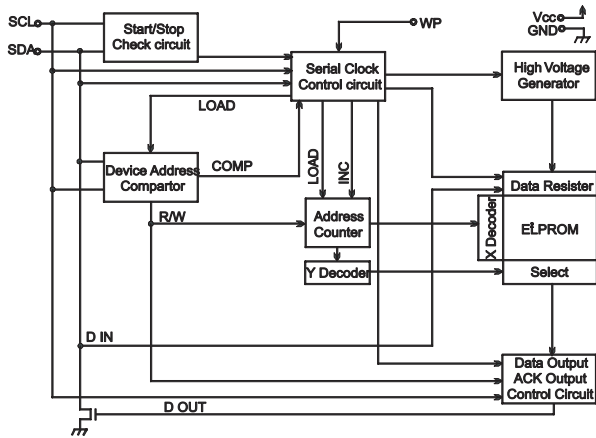 SCL
SDA
Start/Stop
Check circuit
WP
Vcc
GND
Serial Clock
Control circuit
High Voltage
Generator
LOAD
COMP
LOAD
INC
Device Address
Compartor
R/W
Address
Counter
Y Decoder
Data Resister
X Decoder
E²PROM
Select
D IN
Data Output
ACK Output
Control Circuit
D OUT